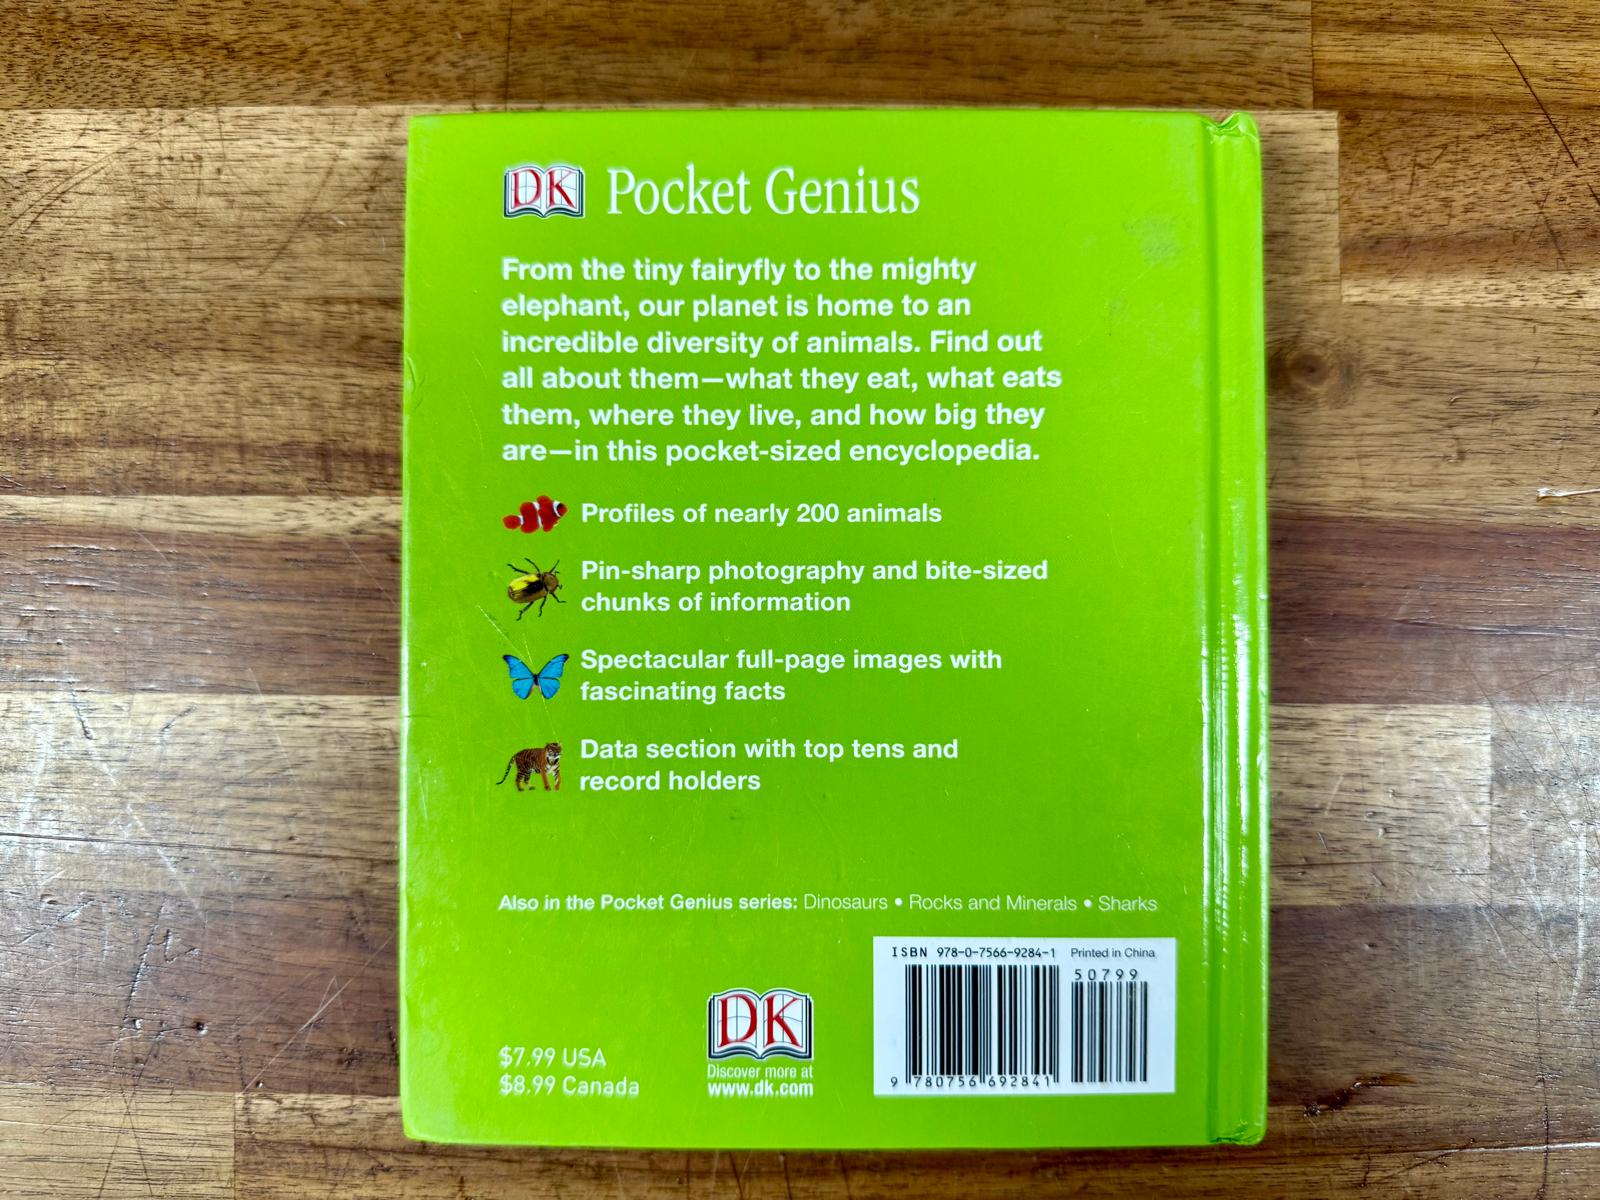 DK Pocket Genius
From the tiny fairyfly to the mighty
elephant, our planet is home to an
incredible diversity of animals. Find out
all about them—what they eat, what eats
them, where they live, and how big they
are—in this pocket-sized encyclopedia.
Profiles of nearly 200 animals
Pin-sharp photography and bite-sized
chunks of information
Spectacular full-page images with
fascinating facts
Data section with top tens and
record holders
Also in the Pocket Genius series: Dinosaurs • Rocks and Minerals • Sharks
ISBN 978-0-7566-9284-1 Printed in China
50799
9 780756 692841
DK
Discover more at
www.dk.com
$7.99 USA
$8.99 Canada